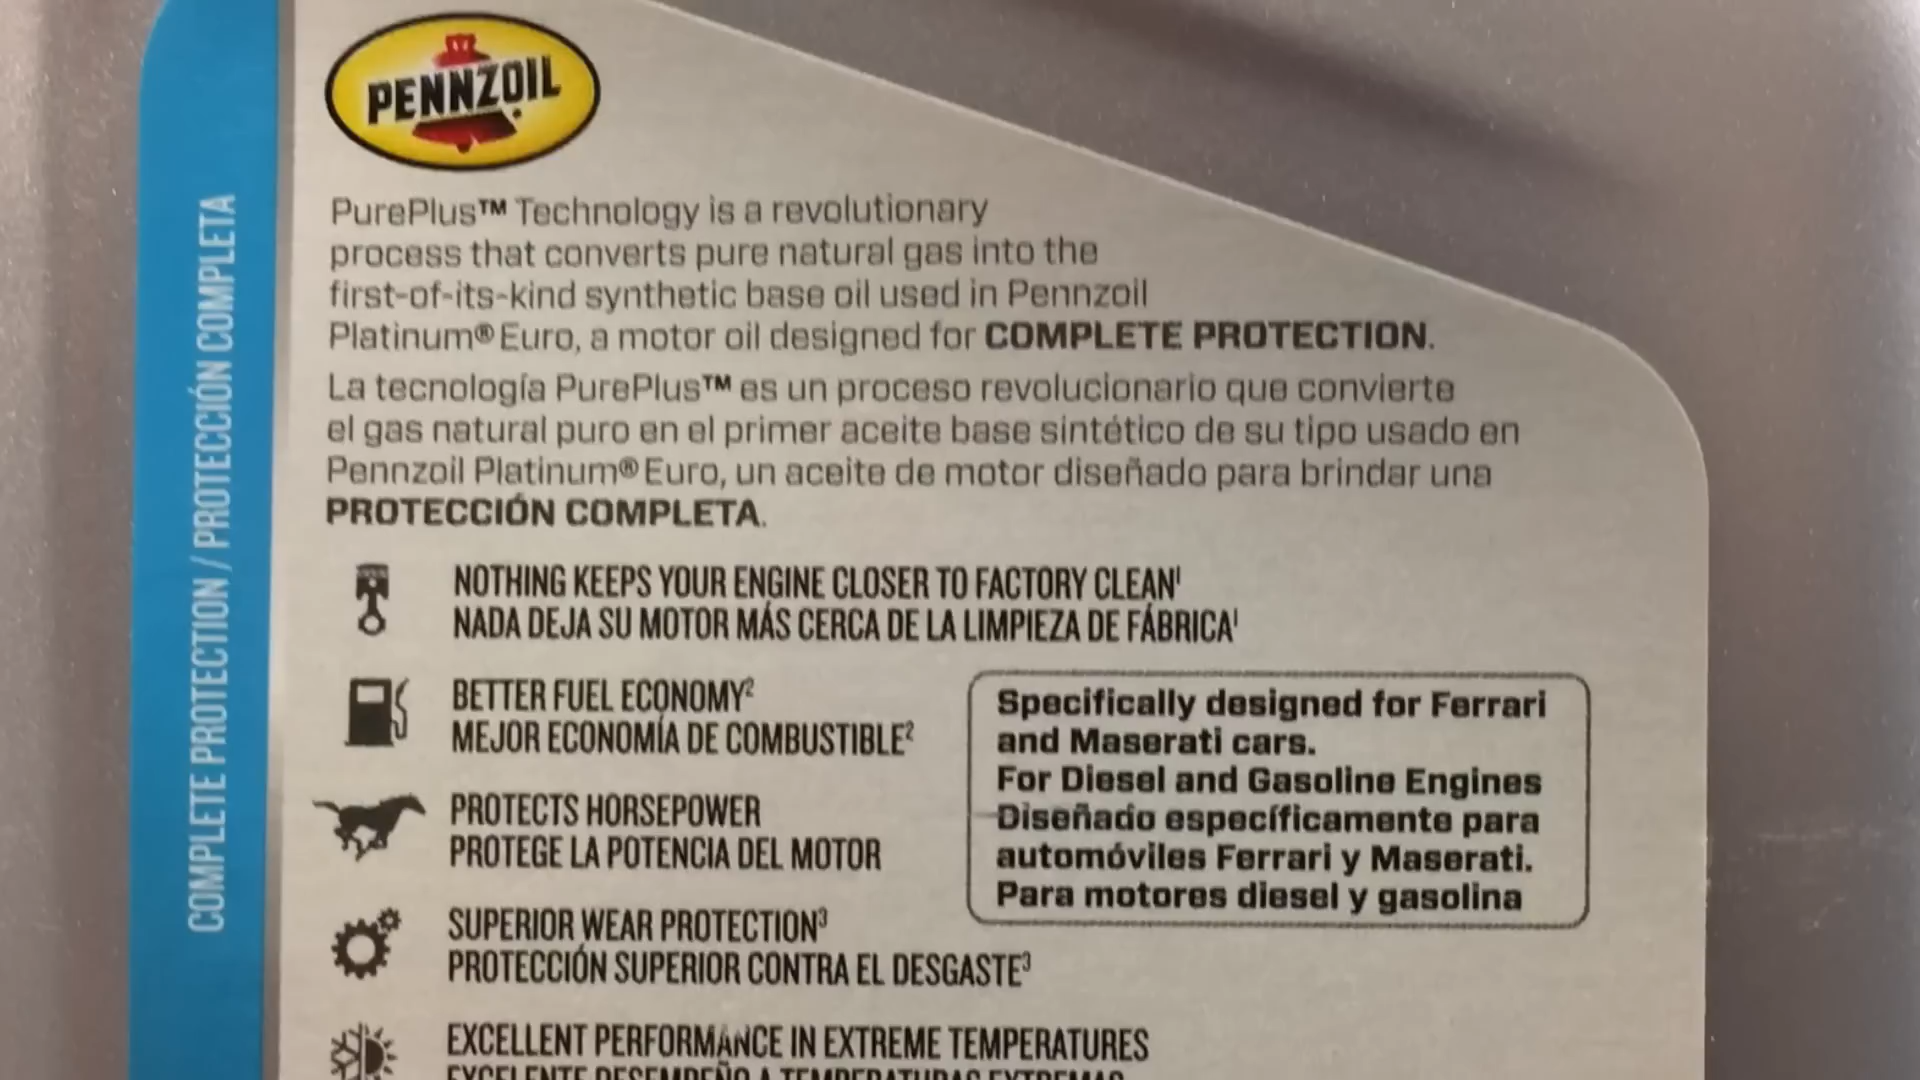 PENNZOIL
COMPLETE PROTECTION / PROTECCIÓN COMPLETA
PurePlus™ Technology is a revolutionary
process that converts pure natural gas into the
first-of-its-kind synthetic base oil used in Pennzoil
Platinum® Euro, a motor oil designed for COMPLETE PROTECTION.
La tecnología PurePlus™ es un proceso revolucionario que convierte
el gas natural puro en el primer aceite base sintético de su tipo usado en
Pennzoil Platinum® Euro, un aceite de motor diseñado para brindar una
PROTECCIÓN COMPLETA.
NOTHING KEEPS YOUR ENGINE CLOSER TO FACTORY CLEAN¹
NADA DEJA SU MOTOR MÁS CERCA DE LA LIMPIEZA DE FÁBRICA¹
BETTER FUEL ECONOMY²
MEJOR ECONOMÍA DE COMBUSTIBLE²
PROTECTS HORSEPOWER
PROTEGE LA POTENCIA DEL MOTOR
Specifically designed for Ferrari
and Maserati cars.
For Diesel and Gasoline Engines
Diseñado específicamente para
automóviles Ferrari y Maserati.
Para motores diesel y gasolina
SUPERIOR WEAR PROTECTION³
PROTECCIÓN SUPERIOR CONTRA EL DESGASTE³
EXCELLENT PERFORMANCE IN EXTREME TEMPERATURES
EXCELENTE DESEMPEÑO A TEMPERATURAS EXTREMAS